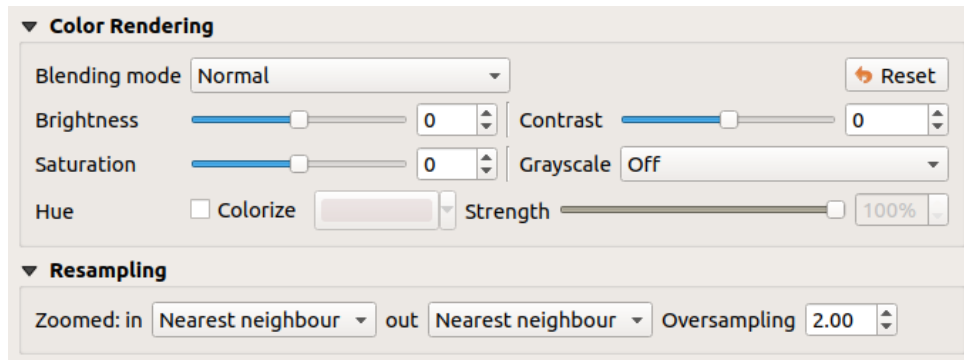 Color Rendering
Blending mode Normal Reset
Brightness 0 Contrast 0
Saturation 0 Grayscale Off
Hue Colorize Strength 100%
Resampling
Zoomed: in Nearest neighbour out Nearest neighbour Oversampling 2.00